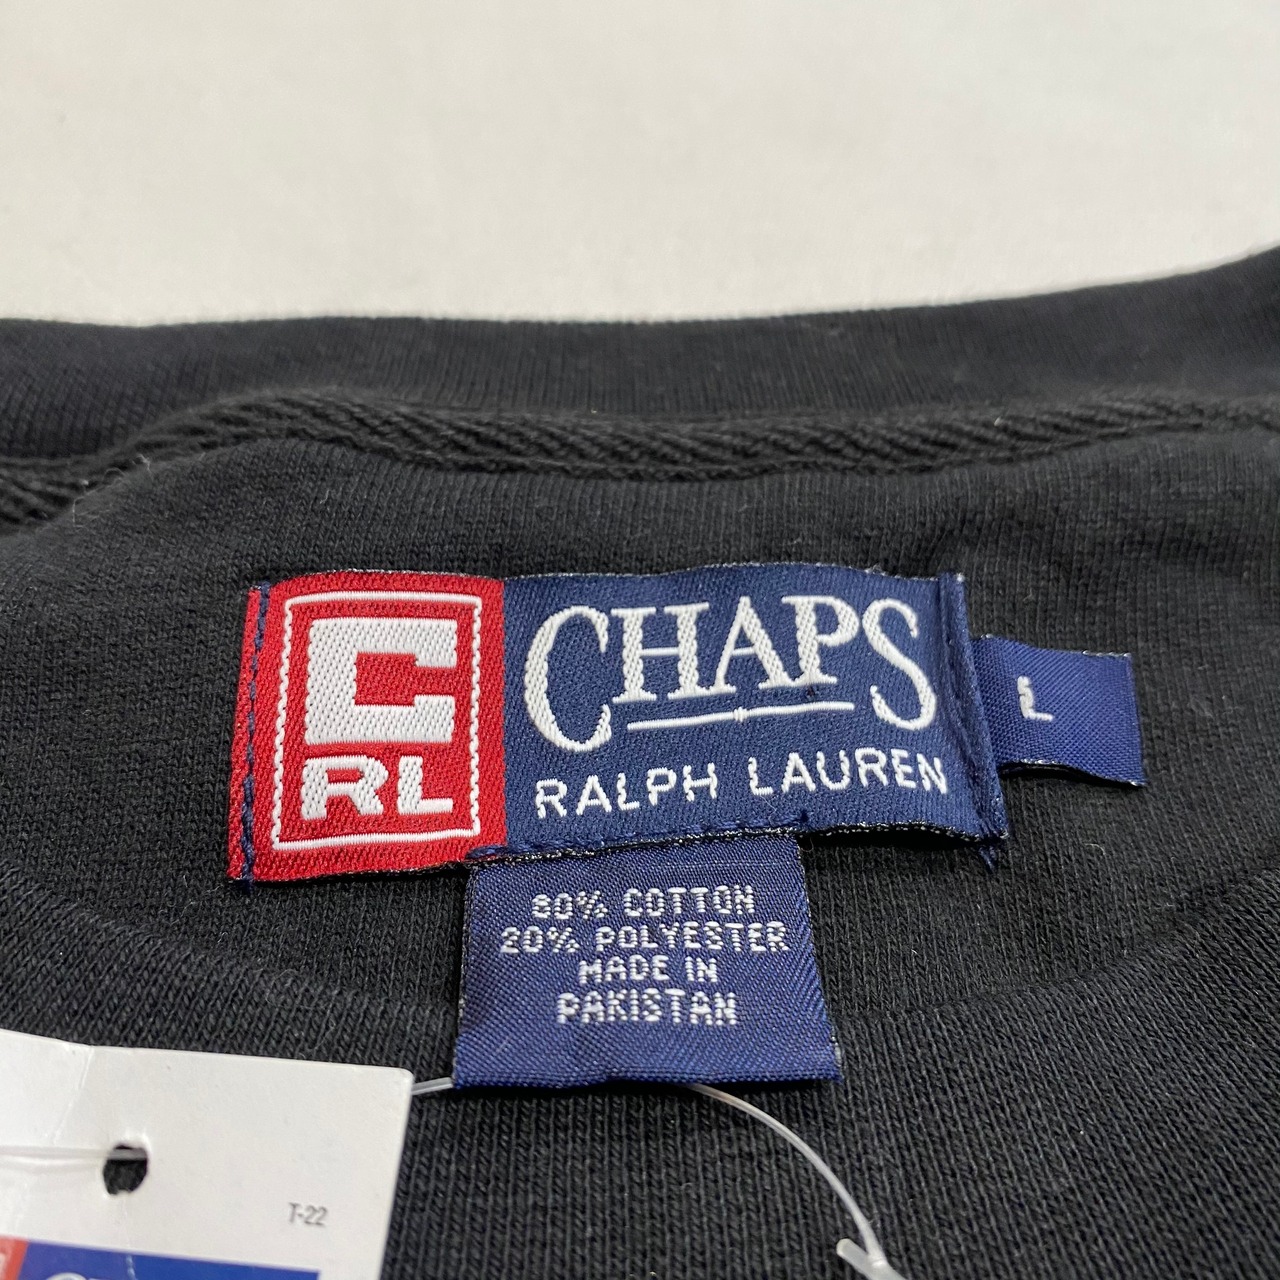 C
RL
CHAPS
RALPH LAUREN
L
80% COTTON
20% POLYESTER
MADE IN
PAKISTAN
T-22